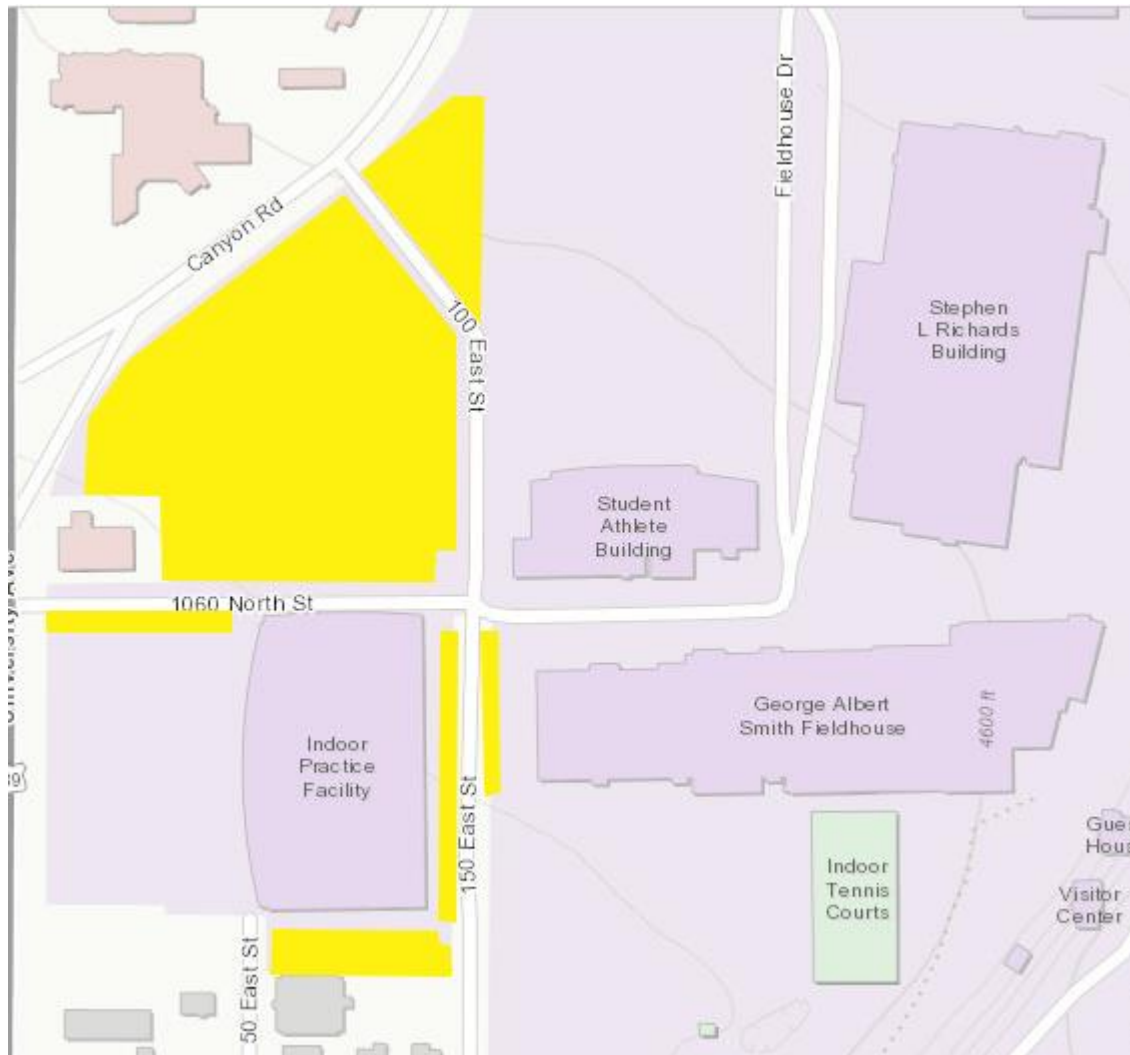 Canyon Rd
Fieldhouse Dr
100 East St
Stephen
L Richards
Building
Student
Athlete
Building
1060 North St
Indoor
Practice
Facility
George Albert
Smith Fieldhouse
4600 ft
150 East St
Indoor
Tennis
Courts
Visitor
Center
50 East St